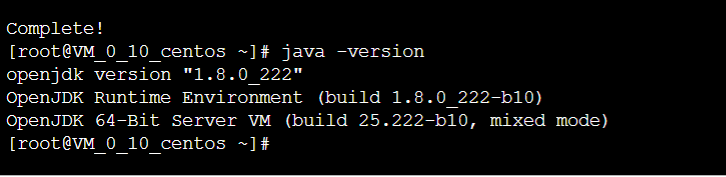 Complete!
[root@VM_0_10_centos ~]# java -version
openjdk version "1.8.0_222"
OpenJDK Runtime Environment (build 1.8.0_222-b10)
OpenJDK 64-Bit Server VM (build 25.222-b10, mixed mode)
[root@VM_0_10_centos ~]#